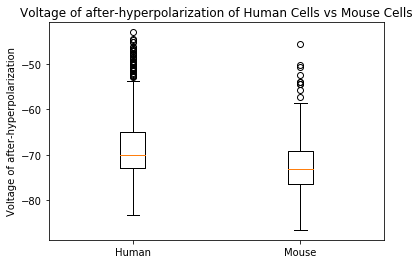 Voltage of after-hyperpolarization of Human Cells vs Mouse Cells
Voltage of after-hyperpolarization
−50
−60
−70
−80
Human
Mouse